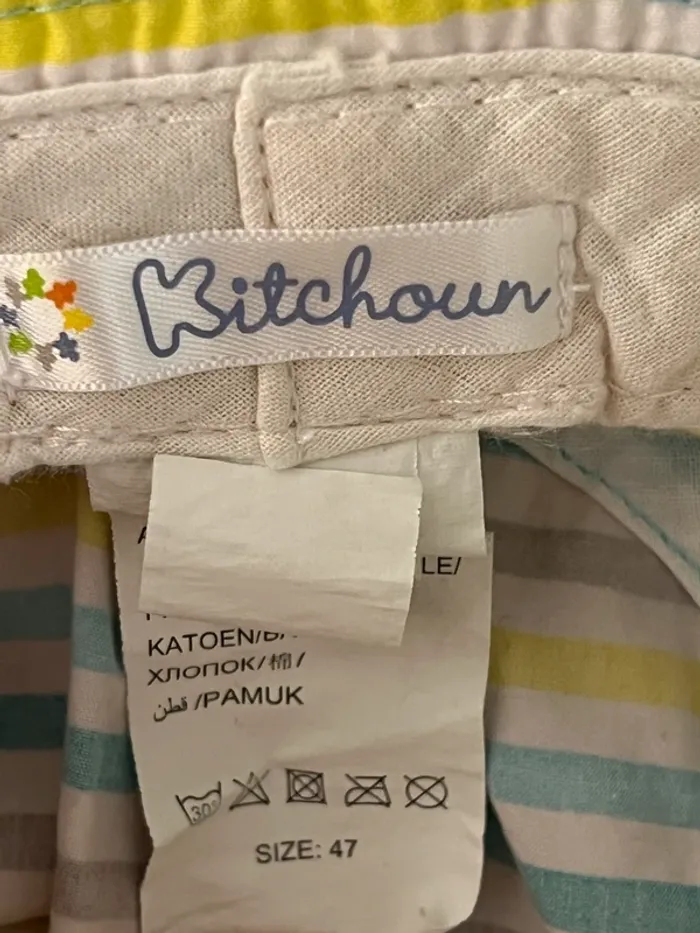 Kitchoun
LE/
KATOEN/
ХЛОПОК/棉/
قطن /PAMUK
30°
SIZE: 47